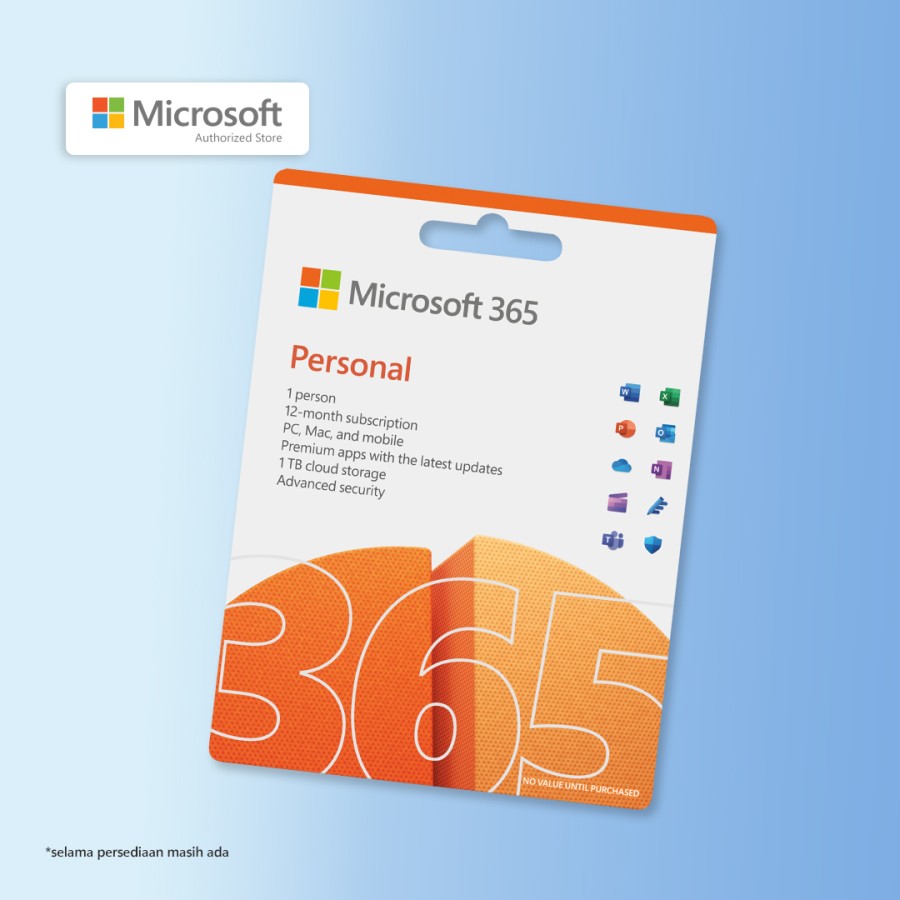 Microsoft
Authorized Store
Microsoft 365
Personal
1 person
12-month subscription
PC, Mac, and mobile
Premium apps with the latest updates
1 TB cloud storage
Advanced security
W
X
P
O
N
T
365
NO VALUE UNTIL PURCHASED
*selama persediaan masih ada